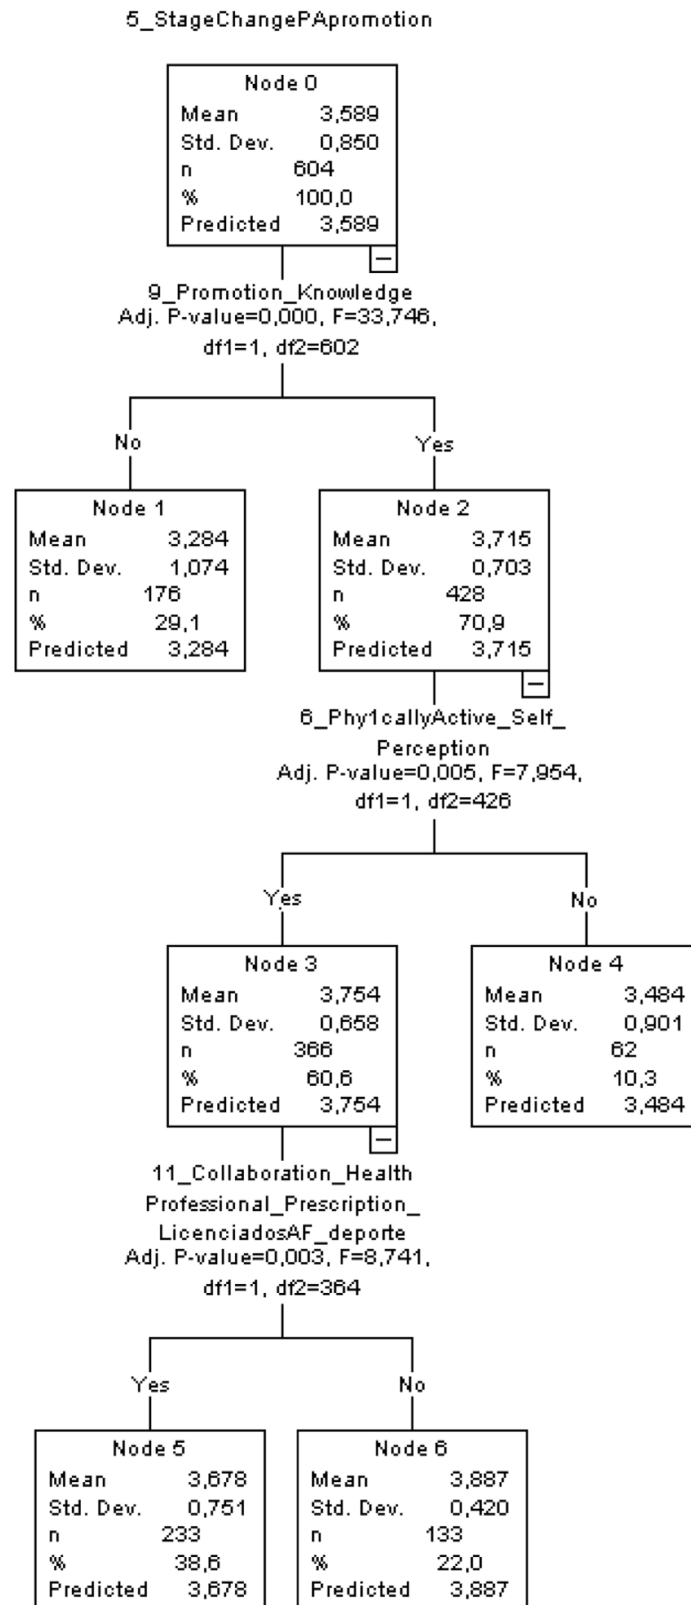 5_StageChangePApromotion
Node 0
Mean 3,589
Std. Dev. 0,850
n 604
% 100,0
Predicted 3,589
9_Promotion_Knowledge
Adj. P-value=0,000, F=33,746,
df1=1, df2=602
No
Yes
Node 1
Mean 3,284
Std. Dev. 1,074
n 176
% 29,1
Predicted 3,284
Node 2
Mean 3,715
Std. Dev. 0,703
n 428
% 70,9
Predicted 3,715
6_Phy1callyActive_Self_
Perception
Adj. P-value=0,005, F=7,954,
df1=1, df2=426
Yes
No
Node 3
Mean 3,754
Std. Dev. 0,658
n 366
% 60,6
Predicted 3,754
Node 4
Mean 3,484
Std. Dev. 0,901
n 62
% 10,3
Predicted 3,484
11_Collaboration_Health
Professional_Prescription_
LicenciadosAF_deporte
Adj. P-value=0,003, F=8,741,
df1=1, df2=364
Yes
No
Node 5
Mean 3,678
Std. Dev. 0,751
n 233
% 38,6
Predicted 3,678
Node 6
Mean 3,887
Std. Dev. 0,420
n 133
% 22,0
Predicted 3,887